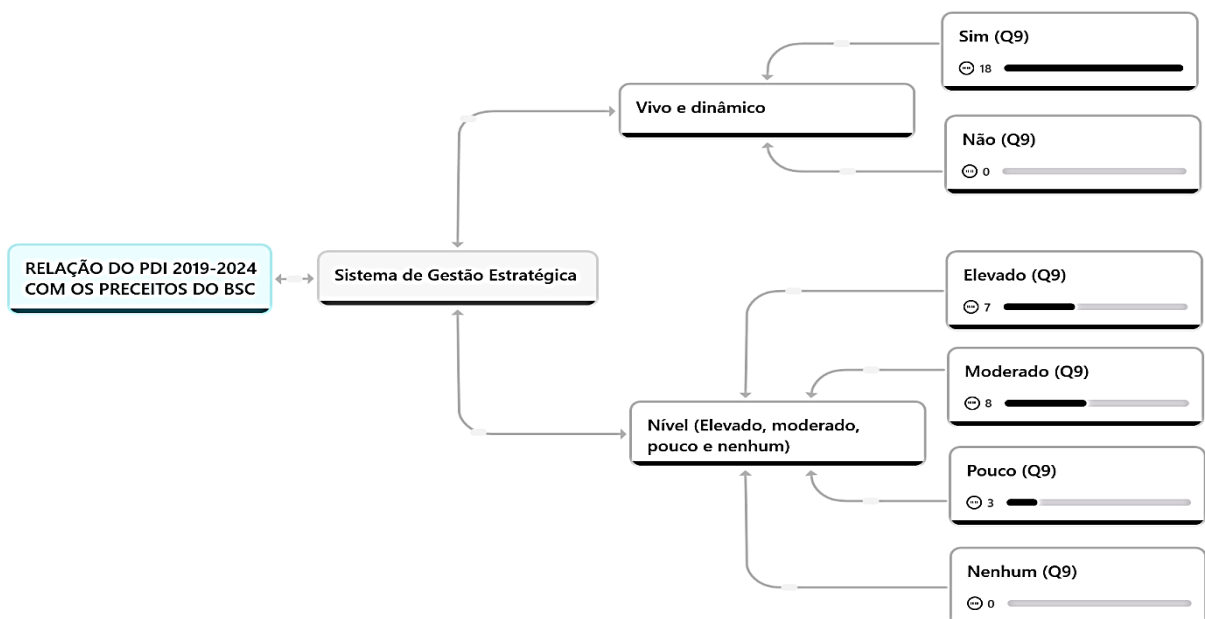 Sim (Q9)
18
Vivo e dinâmico
Não (Q9)
0
RELAÇÃO DO PDI 2019-2024
COM OS PRECEITOS DO BSC
Sistema de Gestão Estratégica
Elevado (Q9)
7
Moderado (Q9)
8
Nível (Elevado, moderado,
pouco e nenhum)
Pouco (Q9)
3
Nenhum (Q9)
0